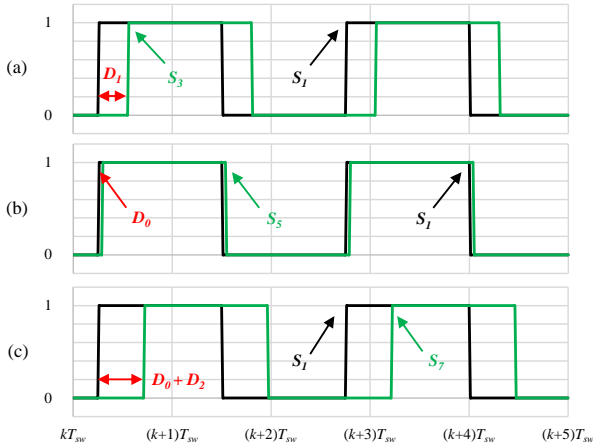 1
(a)
D1
S3
S1
0
1
(b)
D0
S5
S1
0
1
(c)
S1
S7
D0 + D2
0
kTsw
(k+1)Tsw
(k+2)Tsw
(k+3)Tsw
(k+4)Tsw
(k+5)Tsw